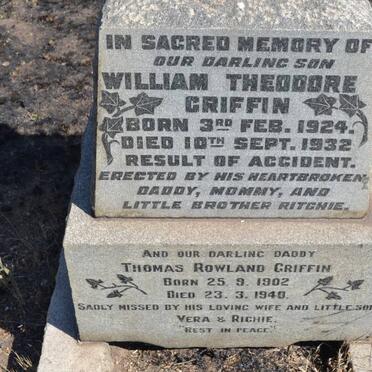 IN SACRED MEMORY OF
OUR DARLING SON
WILLIAM THEODORE
GRIFFIN
BORN 3RD FEB. 1924.
DIED 10TH SEPT. 1932
RESULT OF ACCIDENT.
ERECTED BY HIS HEARTBROKEN
DADDY, MOMMY, AND
LITTLE BROTHER RITCHIE.
AND OUR DARLING DADDY
THOMAS ROWLAND GRIFFIN
BORN 25. 9. 1902
DIED 23. 3. 1940.
SADLY MISSED BY HIS LOVING WIFE AND LITTLE SON
VERA & RICHIE.
"REST IN PEACE."